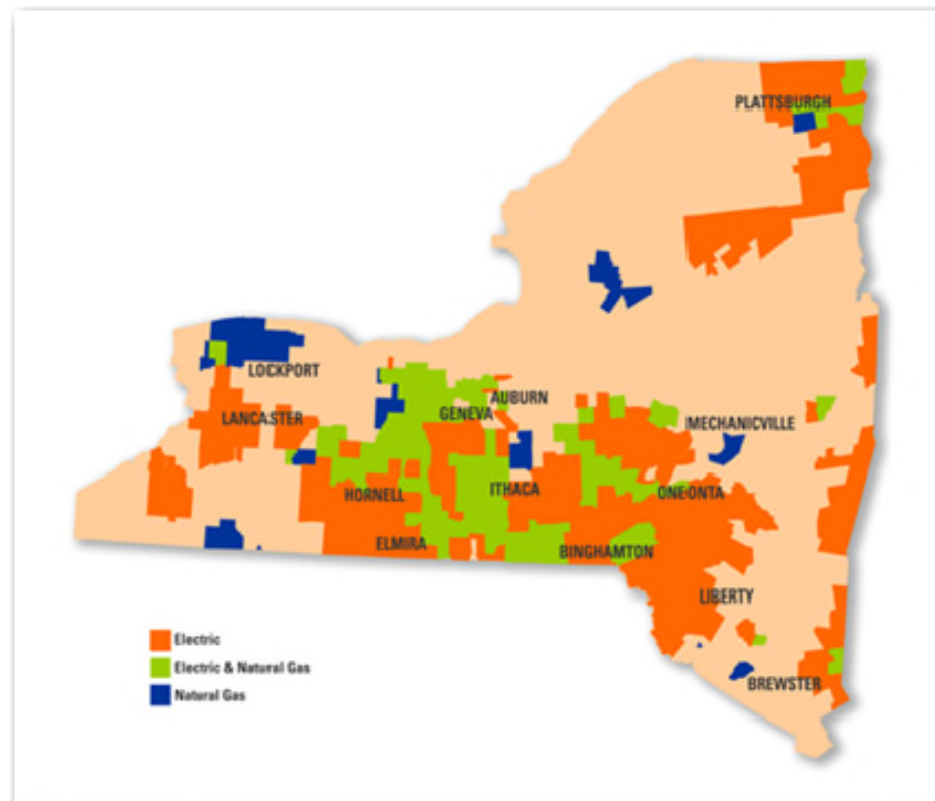 PLATTSBURGH
LOCKPORT
AUBURN
GENEVA
LANCASTER
MECHANICVILLE
HORNELL
ITHACA
ONEONTA
ELMIRA
BINGHAMTON
LIBERTY
BREWSTER
Electric
Electric & Natural Gas
Natural Gas